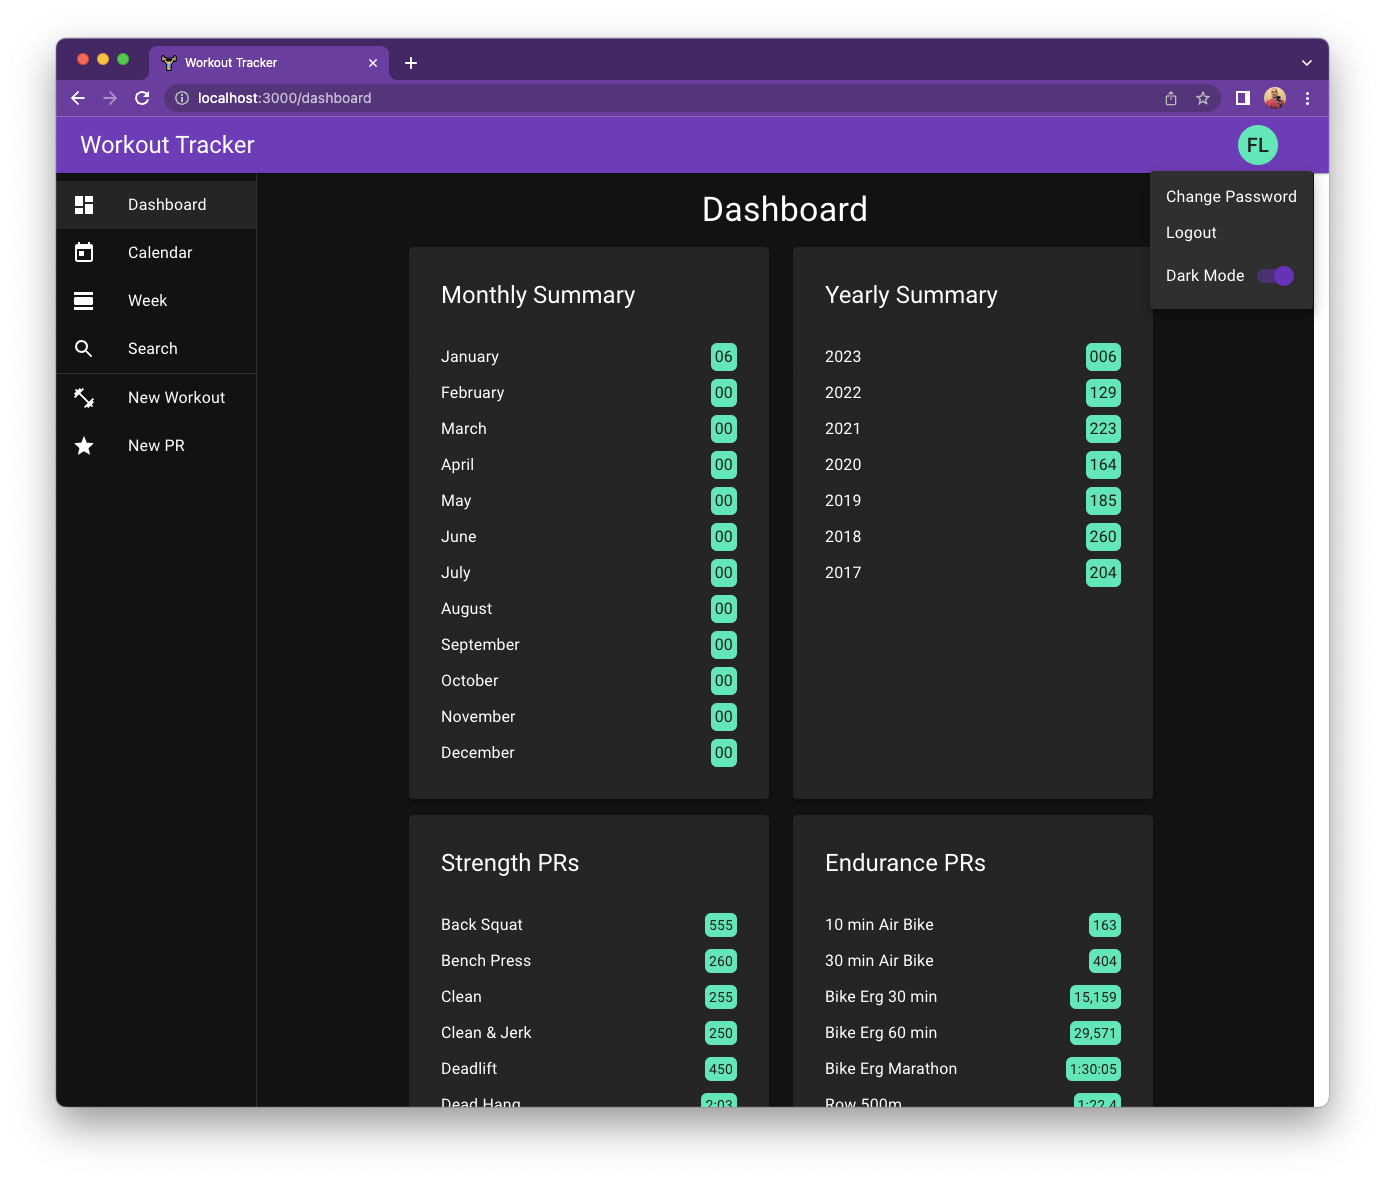 Workout Tracker
localhost:3000/dashboard
Workout Tracker
FL
Change Password
Logout
Dark Mode
Dashboard
Calendar
Week
Search
New Workout
New PR
Dashboard
Monthly Summary
January 06
February 00
March 00
April 00
May 00
June 00
July 00
August 00
September 00
October 00
November 00
December 00
Yearly Summary
2023 006
2022 129
2021 223
2020 164
2019 185
2018 260
2017 204
Strength PRs
Back Squat 555
Bench Press 260
Clean 255
Clean & Jerk 250
Deadlift 450
Dead Hang 2:03
Endurance PRs
10 min Air Bike 163
30 min Air Bike 404
Bike Erg 30 min 15,159
Bike Erg 60 min 29,571
Bike Erg Marathon 1:30:05
Row 500m 1:22.4